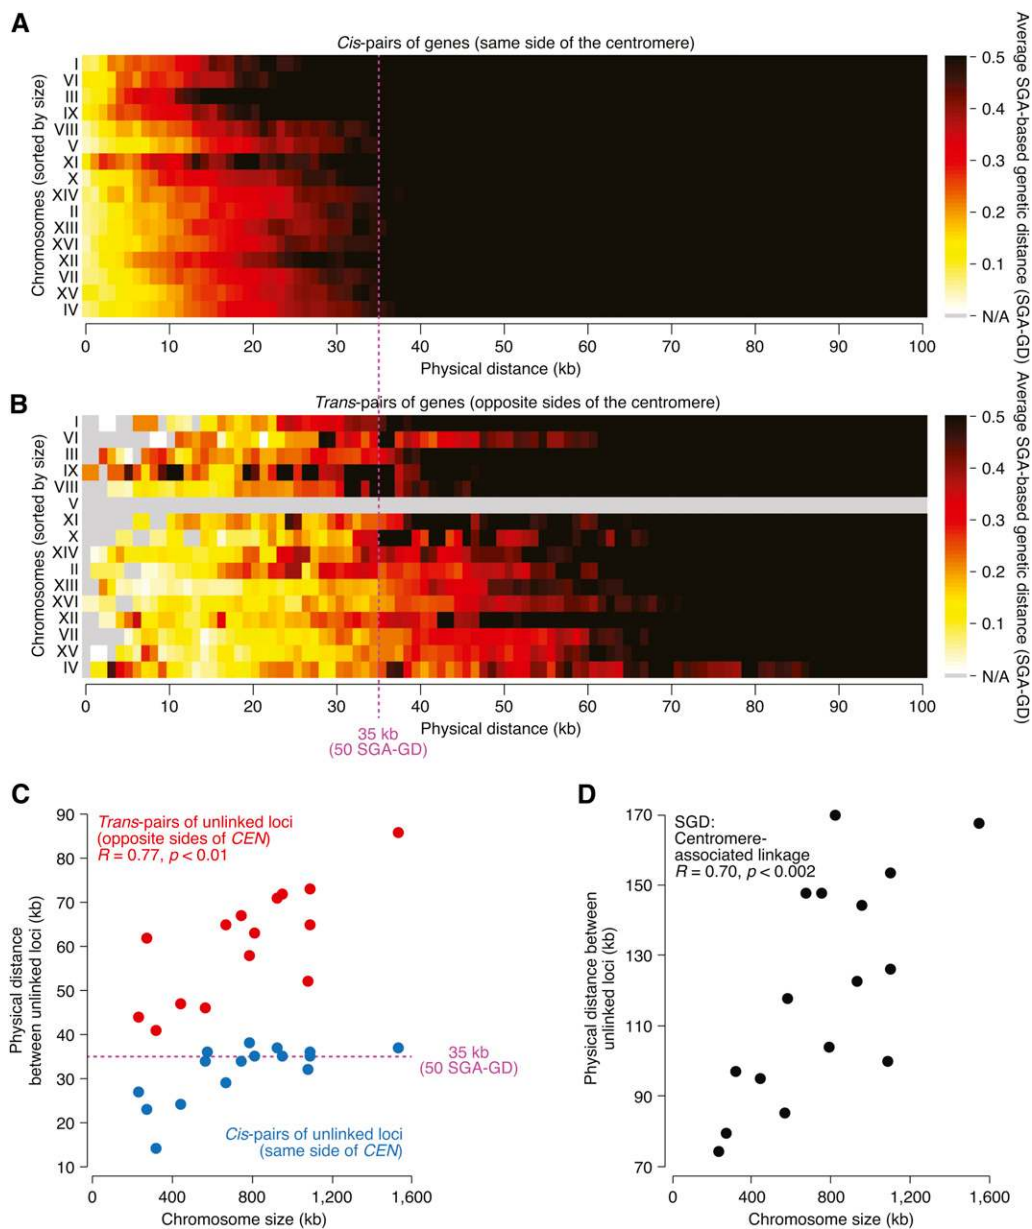 A
Cis-pairs of genes (same side of the centromere)
Chromosomes (sorted by size)
I
VI
III
IX
VIII
V
XI
X
XIV
II
XIII
XVI
XII
VII
XV
IV
0 10 20 30 40 50 60 70 80 90 100
Physical distance (kb)
0.5
0.4
0.3
0.2
0.1
N/A
Average SGA-based genetic distance (SGA-GD)
B
Trans-pairs of genes (opposite sides of the centromere)
Chromosomes (sorted by size)
I
VI
III
IX
VIII
V
XI
X
XIV
II
XIII
XVI
XII
VII
XV
IV
0 10 20 30 40 50 60 70 80 90 100
Physical distance (kb)
35 kb
(50 SGA-GD)
0.5
0.4
0.3
0.2
0.1
N/A
Average SGA-based genetic distance (SGA-GD)
C
Trans-pairs of unlinked loci
(opposite sides of CEN)
R = 0.77, p < 0.01
Physical distance
between unlinked loci (kb)
90
80
70
60
50
40
30
20
10
35 kb
(50 SGA-GD)
Cis-pairs of unlinked loci
(same side of CEN)
0 400 800 1,200 1,600
Chromosome size (kb)
D
SGD:
Centromere-
associated linkage
R = 0.70, p < 0.002
Physical distance between
unlinked loci (kb)
170
150
130
110
90
70
0 400 800 1,200 1,600
Chromosome size (kb)